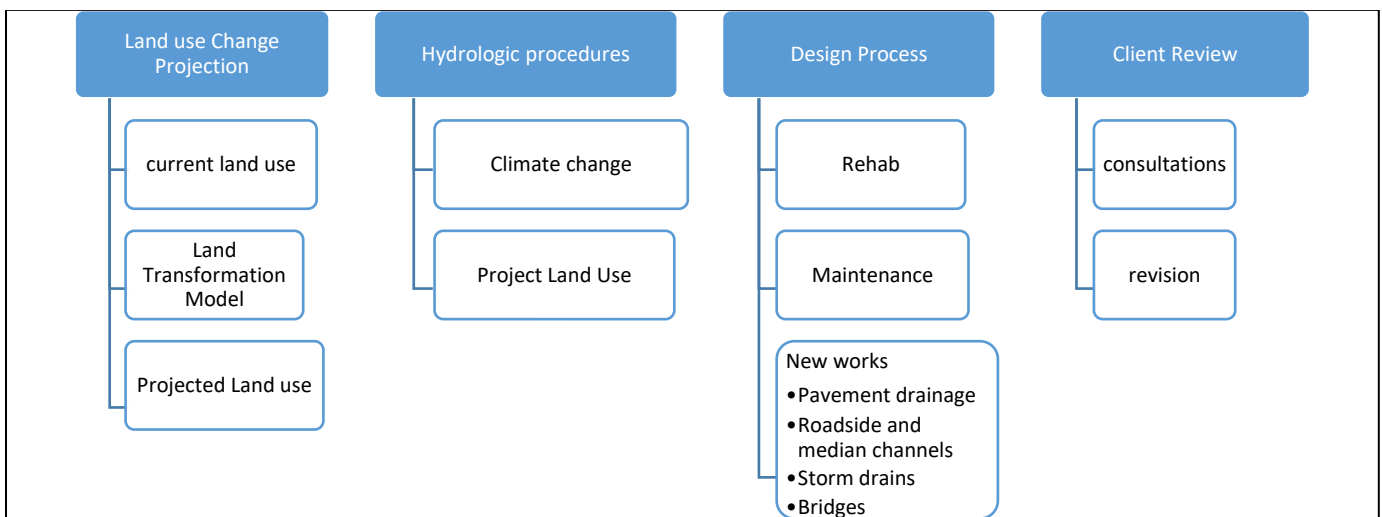 Land use Change
Projection
current land use
Land
Transformation
Model
Projected Land use
Hydrologic procedures
Climate change
Project Land Use
Design Process
Rehab
Maintenance
New works
•Pavement drainage
•Roadside and
median channels
•Storm drains
•Bridges
Client Review
consultations
revision